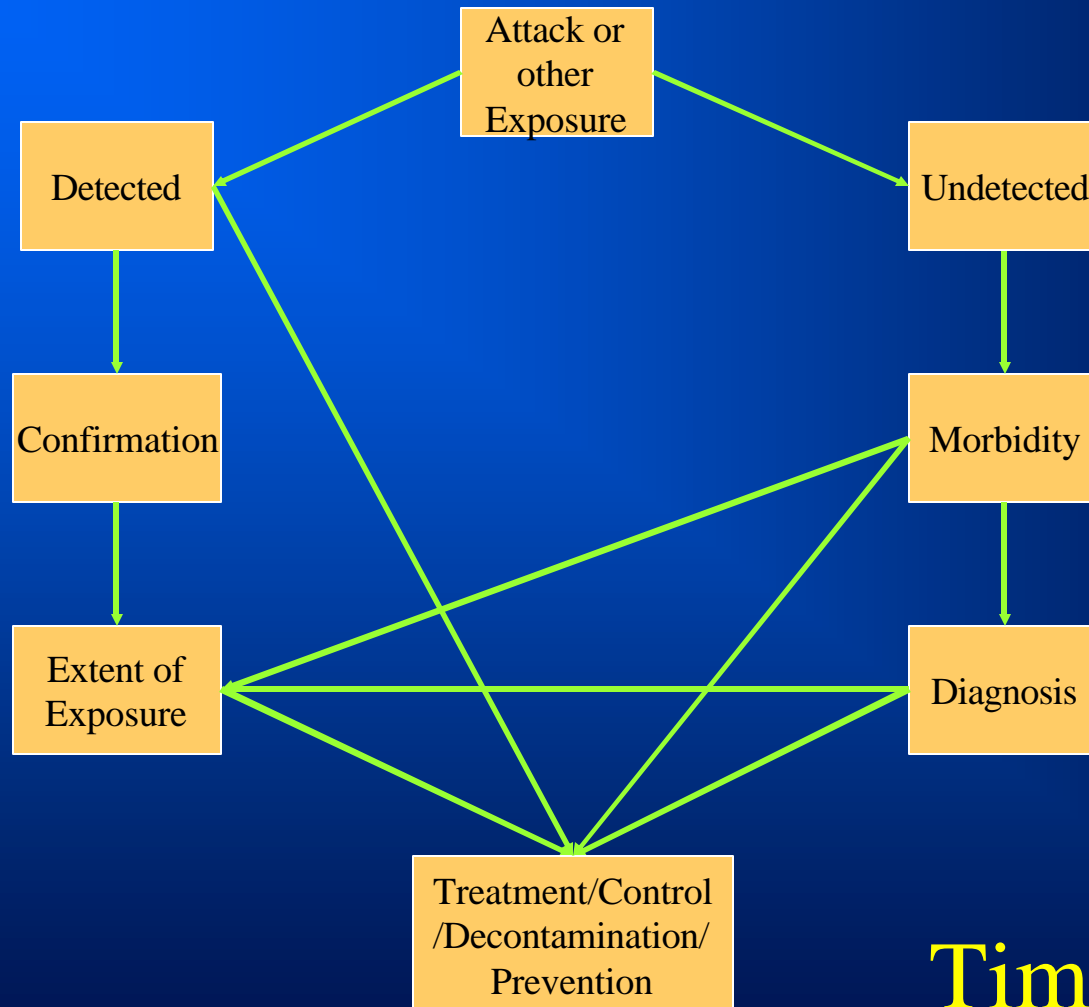 Attack or
other
Exposure
Detected
Undetected
Confirmation
Morbidity
Extent of
Exposure
Diagnosis
Treatment/Control
/Decontamination/
Prevention
Tim